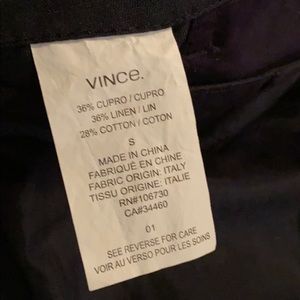 VINCE.
36% CUPRO / CUPRO
36% LINEN / LIN
28% COTTON / COTON
S
MADE IN CHINA
FABRIQUÉ EN CHINE
FABRIC ORIGIN: ITALY
TISSU ORIGINE: ITALIE
RN#106730
CA#34460
01
SEE REVERSE FOR CARE
VOIR AU VERSO POUR LES SOINS